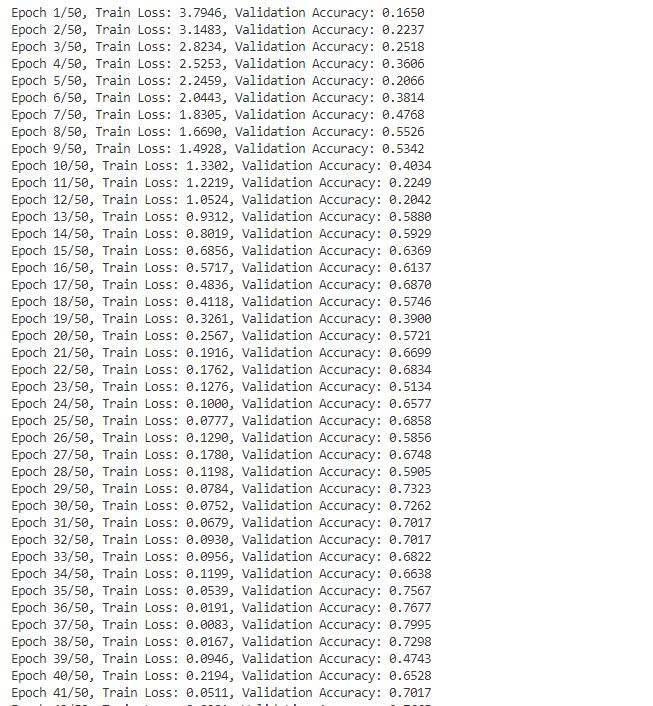 Epoch 1/50, Train Loss: 3.7946, Validation Accuracy: 0.1650
Epoch 2/50, Train Loss: 3.1483, Validation Accuracy: 0.2237
Epoch 3/50, Train Loss: 2.8234, Validation Accuracy: 0.2518
Epoch 4/50, Train Loss: 2.5253, Validation Accuracy: 0.3606
Epoch 5/50, Train Loss: 2.2459, Validation Accuracy: 0.2066
Epoch 6/50, Train Loss: 2.0443, Validation Accuracy: 0.3814
Epoch 7/50, Train Loss: 1.8305, Validation Accuracy: 0.4768
Epoch 8/50, Train Loss: 1.6690, Validation Accuracy: 0.5526
Epoch 9/50, Train Loss: 1.4928, Validation Accuracy: 0.5342
Epoch 10/50, Train Loss: 1.3302, Validation Accuracy: 0.4034
Epoch 11/50, Train Loss: 1.2219, Validation Accuracy: 0.2249
Epoch 12/50, Train Loss: 1.0524, Validation Accuracy: 0.2042
Epoch 13/50, Train Loss: 0.9312, Validation Accuracy: 0.5880
Epoch 14/50, Train Loss: 0.8019, Validation Accuracy: 0.5929
Epoch 15/50, Train Loss: 0.6856, Validation Accuracy: 0.6369
Epoch 16/50, Train Loss: 0.5717, Validation Accuracy: 0.6137
Epoch 17/50, Train Loss: 0.4836, Validation Accuracy: 0.6870
Epoch 18/50, Train Loss: 0.4118, Validation Accuracy: 0.5746
Epoch 19/50, Train Loss: 0.3261, Validation Accuracy: 0.3900
Epoch 20/50, Train Loss: 0.2567, Validation Accuracy: 0.5721
Epoch 21/50, Train Loss: 0.1916, Validation Accuracy: 0.6699
Epoch 22/50, Train Loss: 0.1762, Validation Accuracy: 0.6834
Epoch 23/50, Train Loss: 0.1276, Validation Accuracy: 0.5134
Epoch 24/50, Train Loss: 0.1000, Validation Accuracy: 0.6577
Epoch 25/50, Train Loss: 0.0777, Validation Accuracy: 0.6858
Epoch 26/50, Train Loss: 0.1290, Validation Accuracy: 0.5856
Epoch 27/50, Train Loss: 0.1780, Validation Accuracy: 0.6748
Epoch 28/50, Train Loss: 0.1198, Validation Accuracy: 0.5905
Epoch 29/50, Train Loss: 0.0784, Validation Accuracy: 0.7323
Epoch 30/50, Train Loss: 0.0752, Validation Accuracy: 0.7262
Epoch 31/50, Train Loss: 0.0679, Validation Accuracy: 0.7017
Epoch 32/50, Train Loss: 0.0930, Validation Accuracy: 0.7017
Epoch 33/50, Train Loss: 0.0956, Validation Accuracy: 0.6822
Epoch 34/50, Train Loss: 0.1199, Validation Accuracy: 0.6638
Epoch 35/50, Train Loss: 0.0539, Validation Accuracy: 0.7567
Epoch 36/50, Train Loss: 0.0191, Validation Accuracy: 0.7677
Epoch 37/50, Train Loss: 0.0083, Validation Accuracy: 0.7995
Epoch 38/50, Train Loss: 0.0167, Validation Accuracy: 0.7298
Epoch 39/50, Train Loss: 0.0946, Validation Accuracy: 0.4743
Epoch 40/50, Train Loss: 0.2194, Validation Accuracy: 0.6528
Epoch 41/50, Train Loss: 0.0511, Validation Accuracy: 0.7017